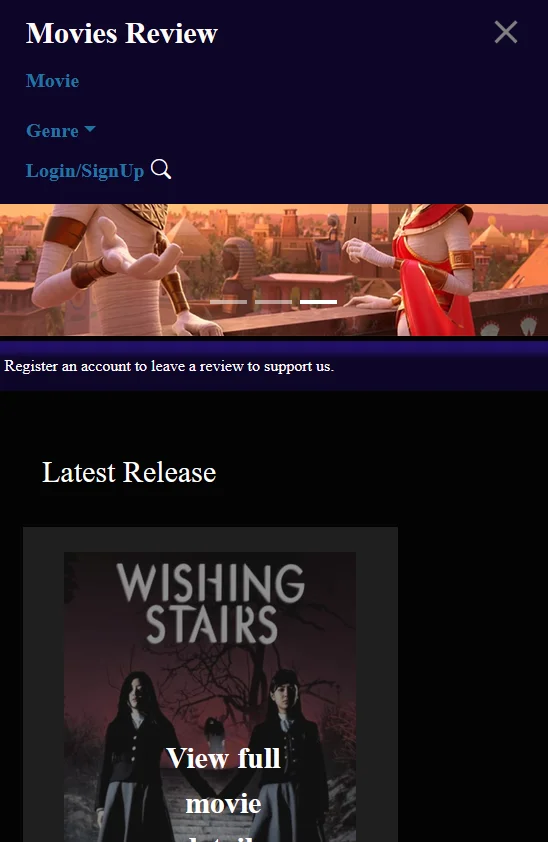 Movies Review
Movie
Genre
Login/SignUp
Register an account to leave a review to support us.
Latest Release
WISHING
STAIRS
View full
movie